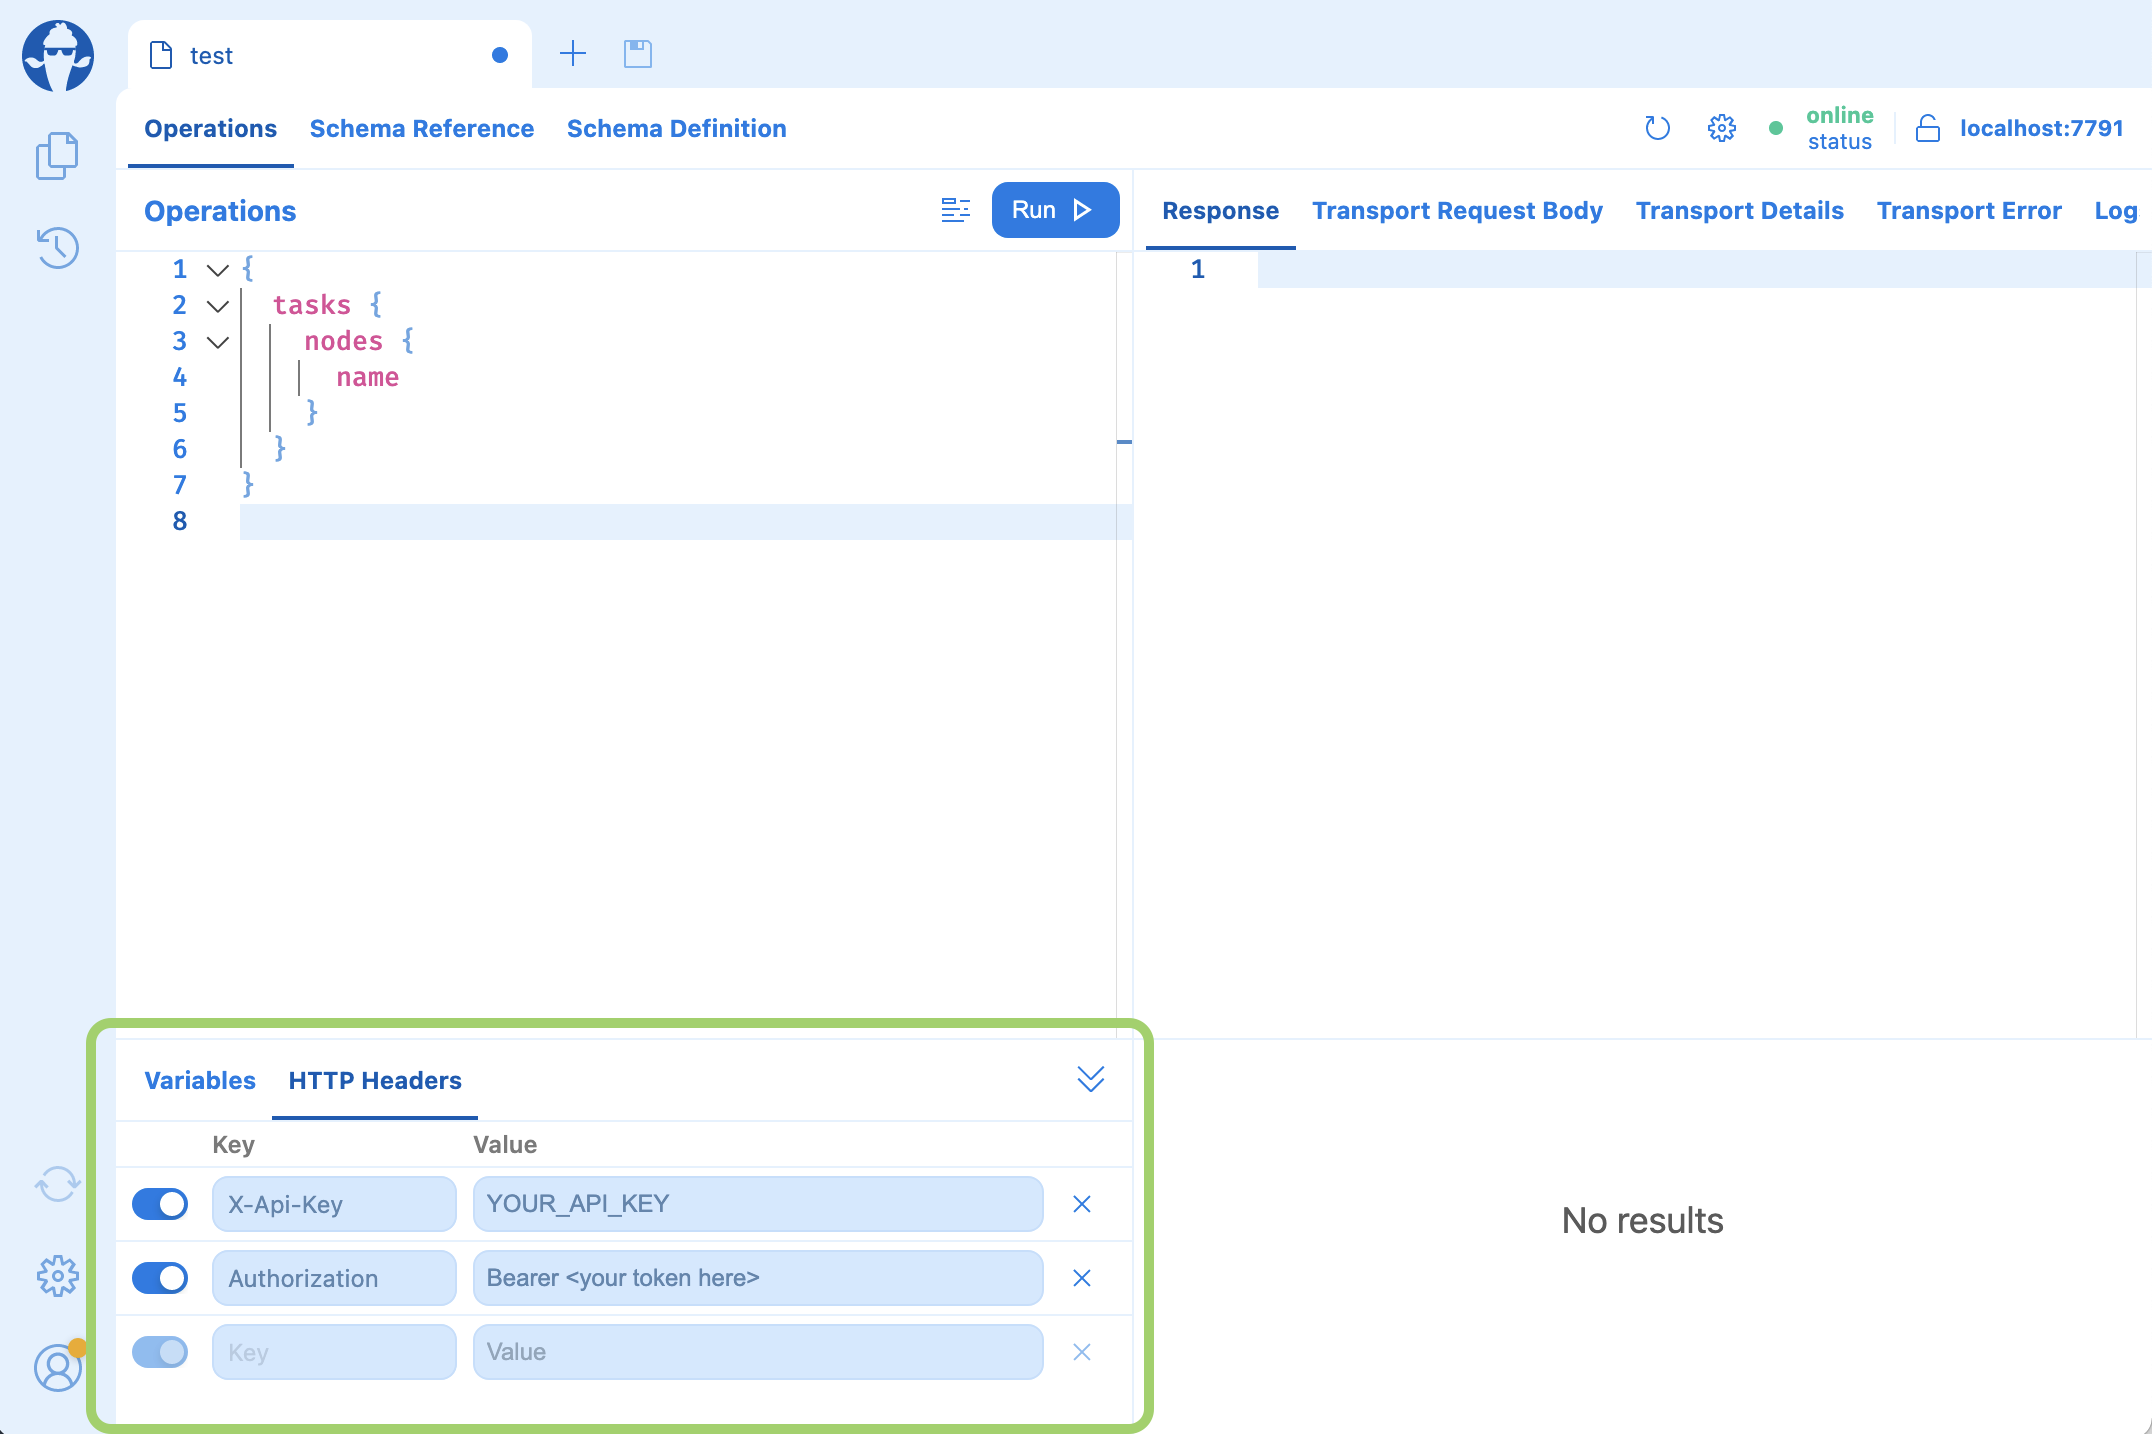 test
Operations Schema Reference Schema Definition
online
status
localhost:7791
Operations
Run
Response Transport Request Body Transport Details Transport Error Log
1 {
2 tasks {
3 nodes {
4 name
5 }
6 }
7 }
8
1
Variables HTTP Headers
Key Value
X-Api-Key YOUR_API_KEY
Authorization Bearer <your token here>
Key Value
No results